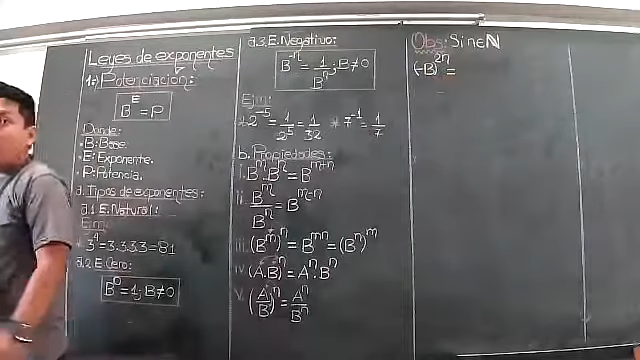 Leyes de exponentes
1.) Potenciación:
B^E = P
Donde:
• B: Base.
• E: Exponente.
• P: Potencia.
a. Tipos de exponentes:
a.1. E. Natural:
Ejm:
* 3^4 = 3.3.3.3 = 81
a.2. E. Cero:
B^0 = 1; B≠0
a.3. E. Negativo:
B^-n = 1/B^n; B≠0
Ejm:
* 2^-5 = 1/2^5 = 1/32 * 7^-1 = 1/7
b. Propiedades:
i. B^m.B^n = B^m+n
ii. B^m/B^n = B^m-n
iii. (B^m)^n = B^mn = (B^n)^m
iv. (A.B)^n = A^n.B^n
v. (A/B)^n = A^n/B^n
Obs: Si n∈ℕ
(-B)^2n =